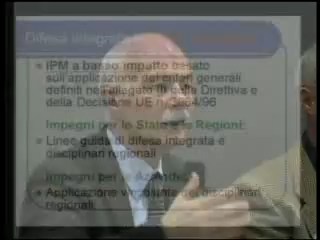 Difesa integrata
IPM a basso impatto basato
sull'applicazione dei criteri generali
definiti nell'allegato III della Direttiva e
della Decisione UE n. 3864/96
Impegni per lo Stato e le Regioni:
Linee guida di difesa integrata e
disciplinari regionali
Impegni per le Aziende
Applicazione dei disciplinari
regionali